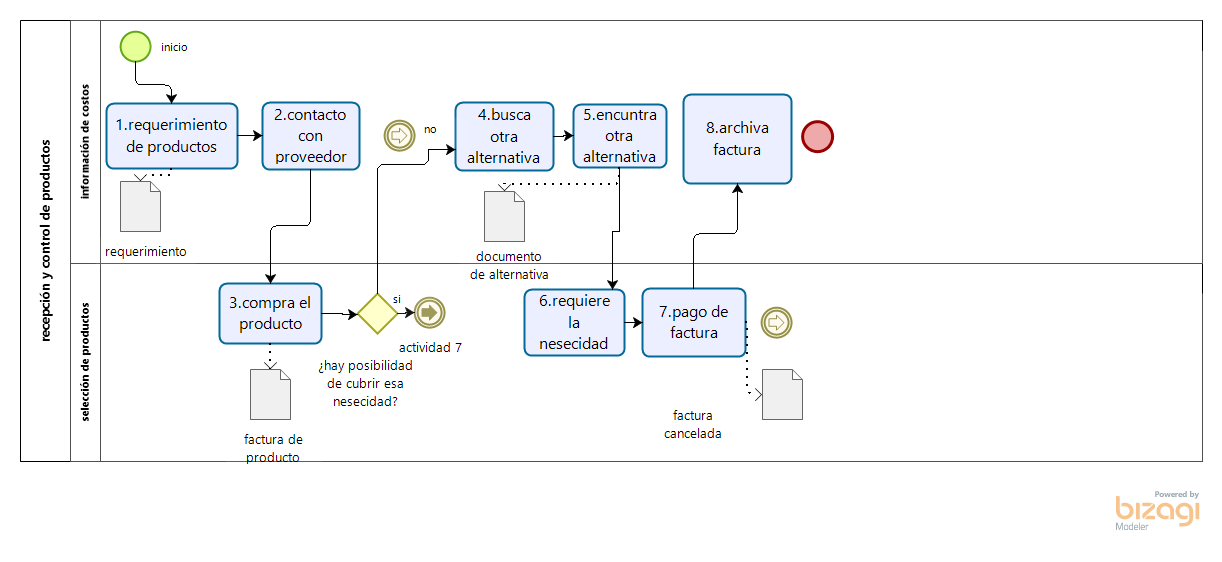 recepción y control de productos
información de costos
inicio
1.requerimiento
de productos
requerimiento
2.contacto
con
proveedor
no
4.busca
otra
alternativa
documento
de alternativa
5.encuntra
otra
alternativa
8.archiva
factura
selección de productos
3.compra el
producto
factura de
producto
si
actividad 7
¿hay posibilidad
de cubrir esa
nesecidad?
6.requiere
la
nesecidad
7.pago de
factura
factura
cancelada
Powered by
bizagi
Modeler